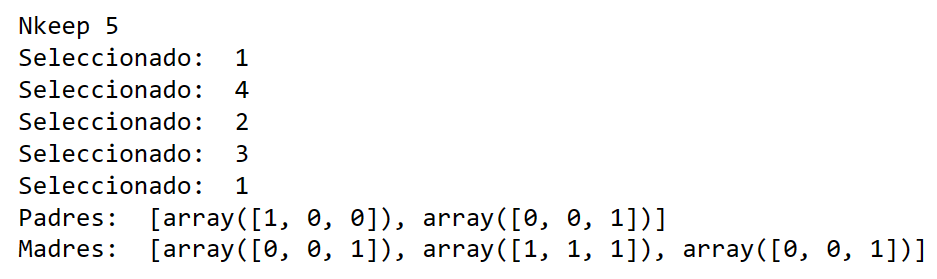 Nkeep 5
Seleccionado:  1
Seleccionado:  4
Seleccionado:  2
Seleccionado:  3
Seleccionado:  1
Padres:  [array([1, 0, 0]), array([0, 0, 1])]
Madres:  [array([0, 0, 1]), array([1, 1, 1]), array([0, 0, 1])]